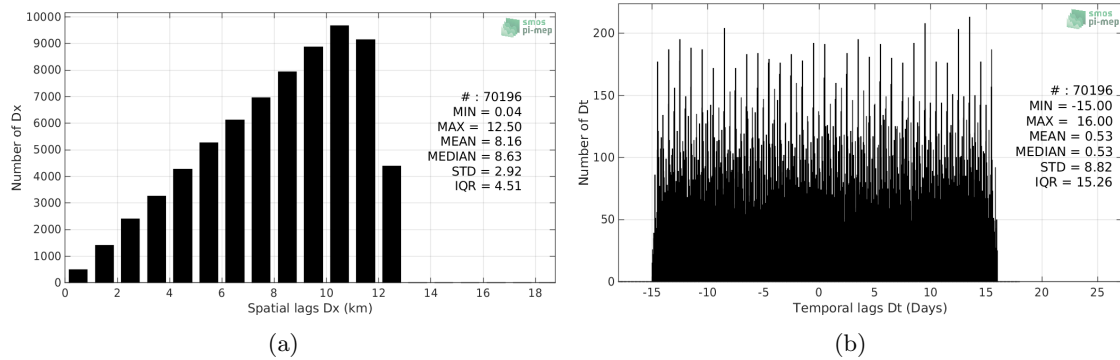 10000
9000
8000
7000
6000
5000
4000
3000
2000
1000
0
Number of Dx
smos
pi-mep
# : 70196
MIN = 0.04
MAX = 12.50
MEAN = 8.16
MEDIAN = 8.63
STD = 2.92
IQR = 4.51
0 2 4 6 8 10 12 14 16 18
Spatial lags Dx (km)
(a)
200
150
100
50
0
Number of Dt
smos
pi-mep
# : 70196
MIN = -15.00
MAX = 16.00
MEAN = 0.53
MEDIAN = 0.53
STD = 8.82
IQR = 15.26
-15 -10 -5 0 5 10 15 20 25
Temporal lags Dt (Days)
(b)